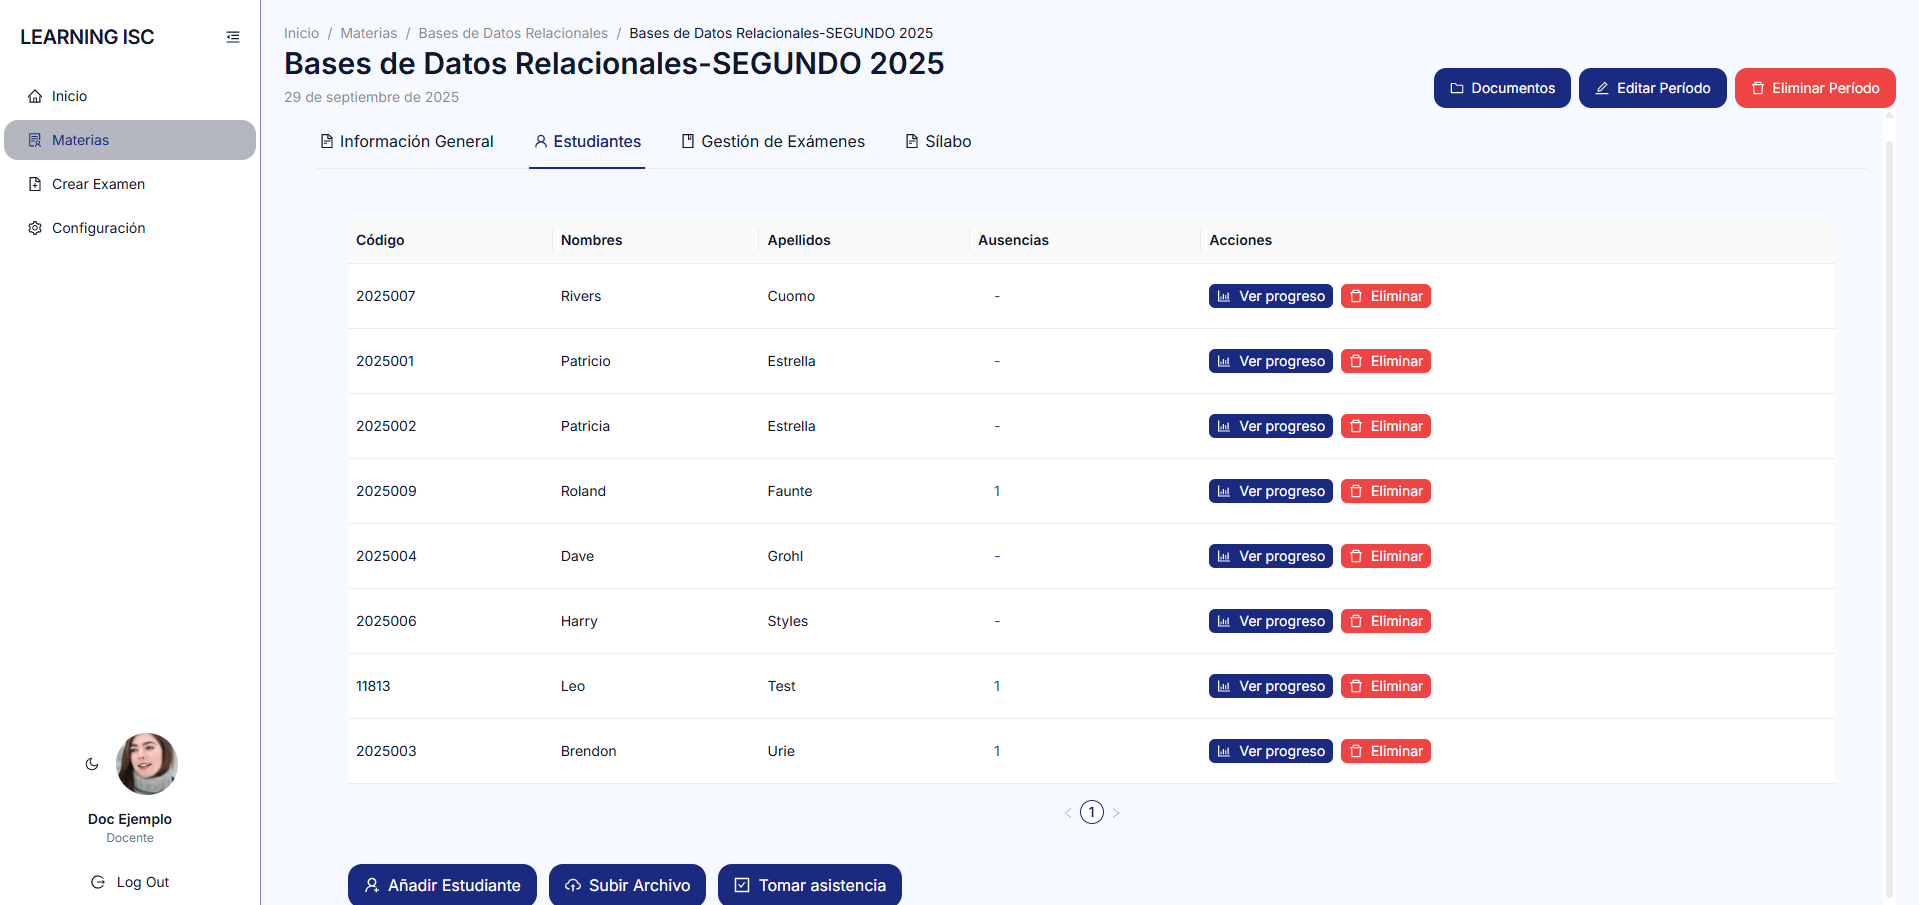 LEARNING ISC
Inicio
Materias
Crear Examen
Configuración
Doc Ejemplo
Docente
Log Out
Inicio / Materias / Bases de Datos Relacionales / Bases de Datos Relacionales-SEGUNDO 2025
Bases de Datos Relacionales-SEGUNDO 2025
29 de septiembre de 2025
Documentos Editar Período Eliminar Período
Información General Estudiantes Gestión de Exámenes Sílabo
Código Nombres Apellidos Ausencias Acciones
2025007 Rivers Cuomo - Ver progreso Eliminar
2025001 Patricio Estrella - Ver progreso Eliminar
2025002 Patricia Estrella - Ver progreso Eliminar
2025009 Roland Faunte 1 Ver progreso Eliminar
2025004 Dave Grohl - Ver progreso Eliminar
2025006 Harry Styles - Ver progreso Eliminar
11813 Leo Test 1 Ver progreso Eliminar
2025003 Brendon Urie 1 Ver progreso Eliminar
< 1 >
Añadir Estudiante Subir Archivo Tomar asistencia